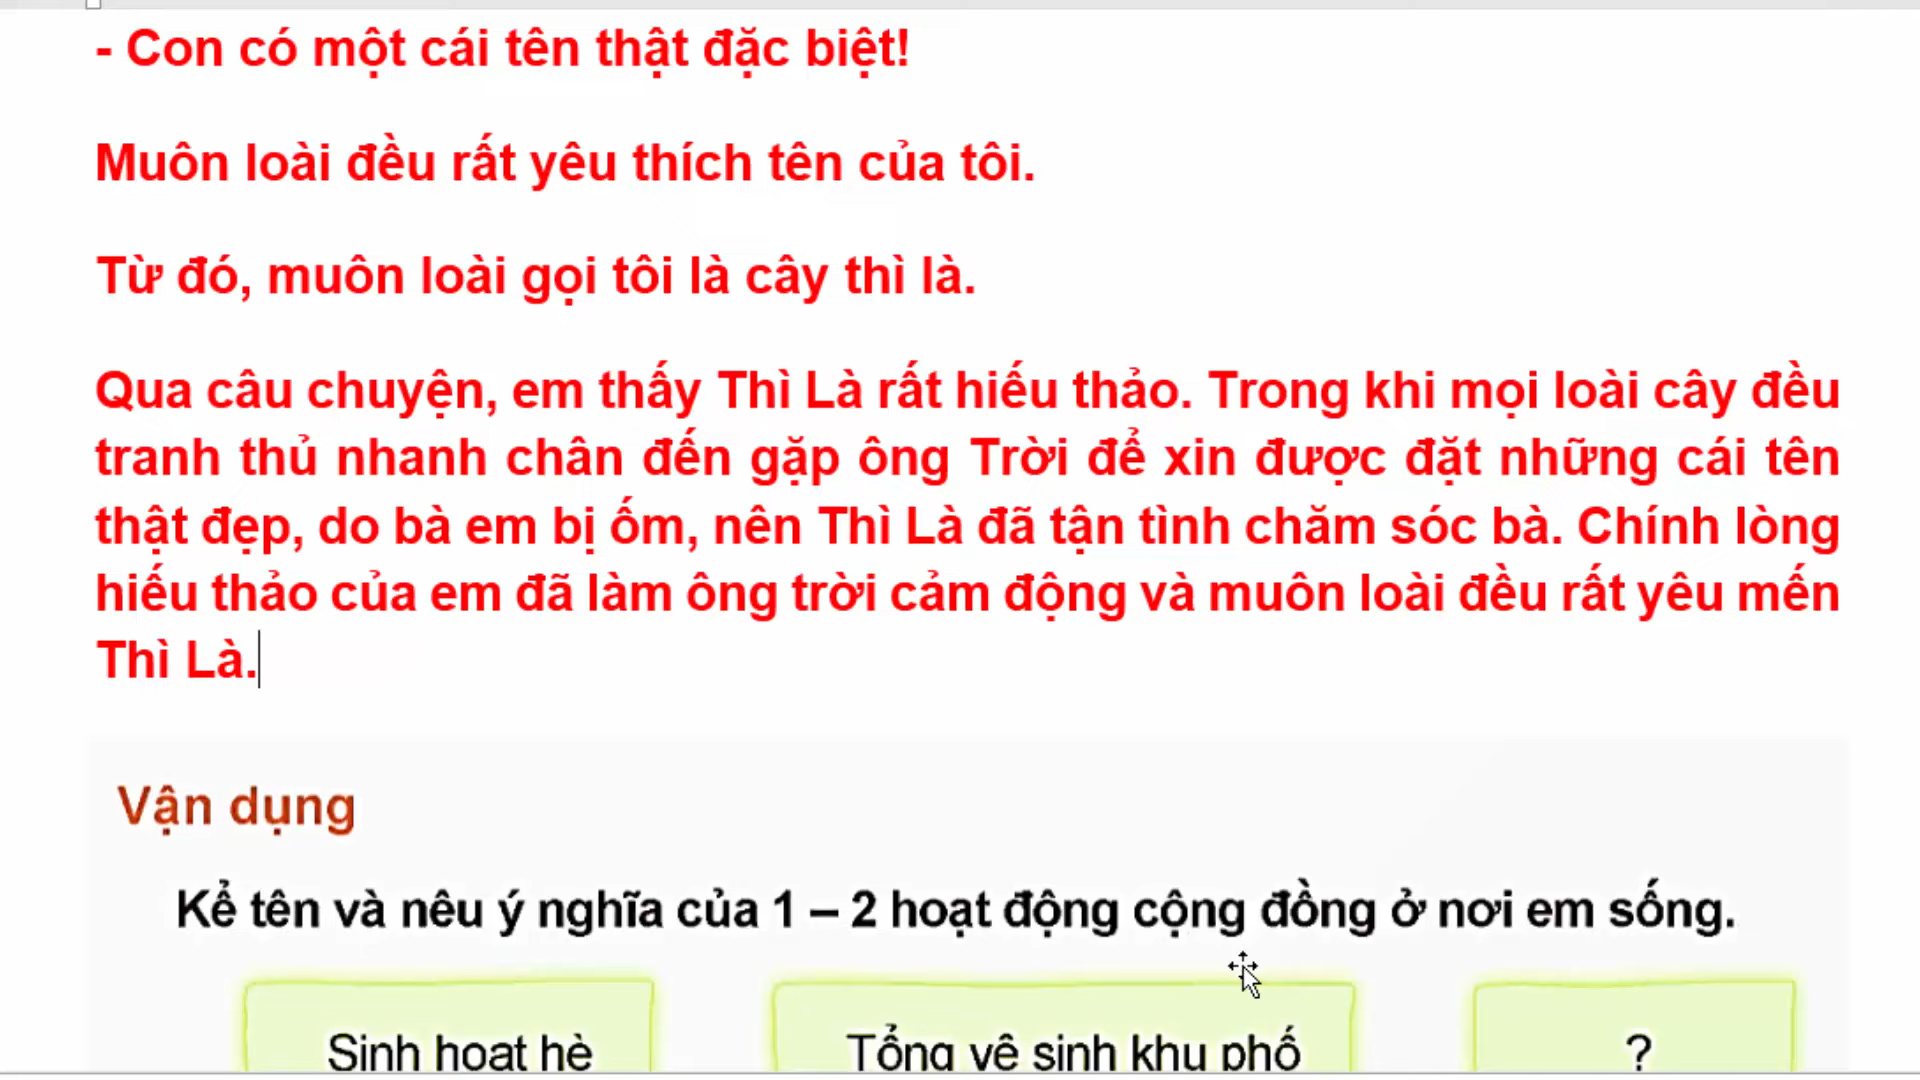 - Con có một cái tên thật đặc biệt!
Muôn loài đều rất yêu thích tên của tôi.
Từ đó, muôn loài gọi tôi là cây thì là.
Qua câu chuyện, em thấy Thì Là rất hiếu thảo. Trong khi mọi loài cây đều
tranh thủ nhanh chân đến gặp ông Trời để xin được đặt những cái tên
thật đẹp, do bà em bị ốm, nên Thì Là đã tận tình chăm sóc bà. Chính lòng
hiếu thảo của em đã làm ông trời cảm động và muôn loài đều rất yêu mến
Thì Là.
Vận dụng
Kể tên và nêu ý nghĩa của 1 – 2 hoạt động cộng đồng ở nơi em sống.
Sinh hoạt hè
Tổng vệ sinh khu phố
?